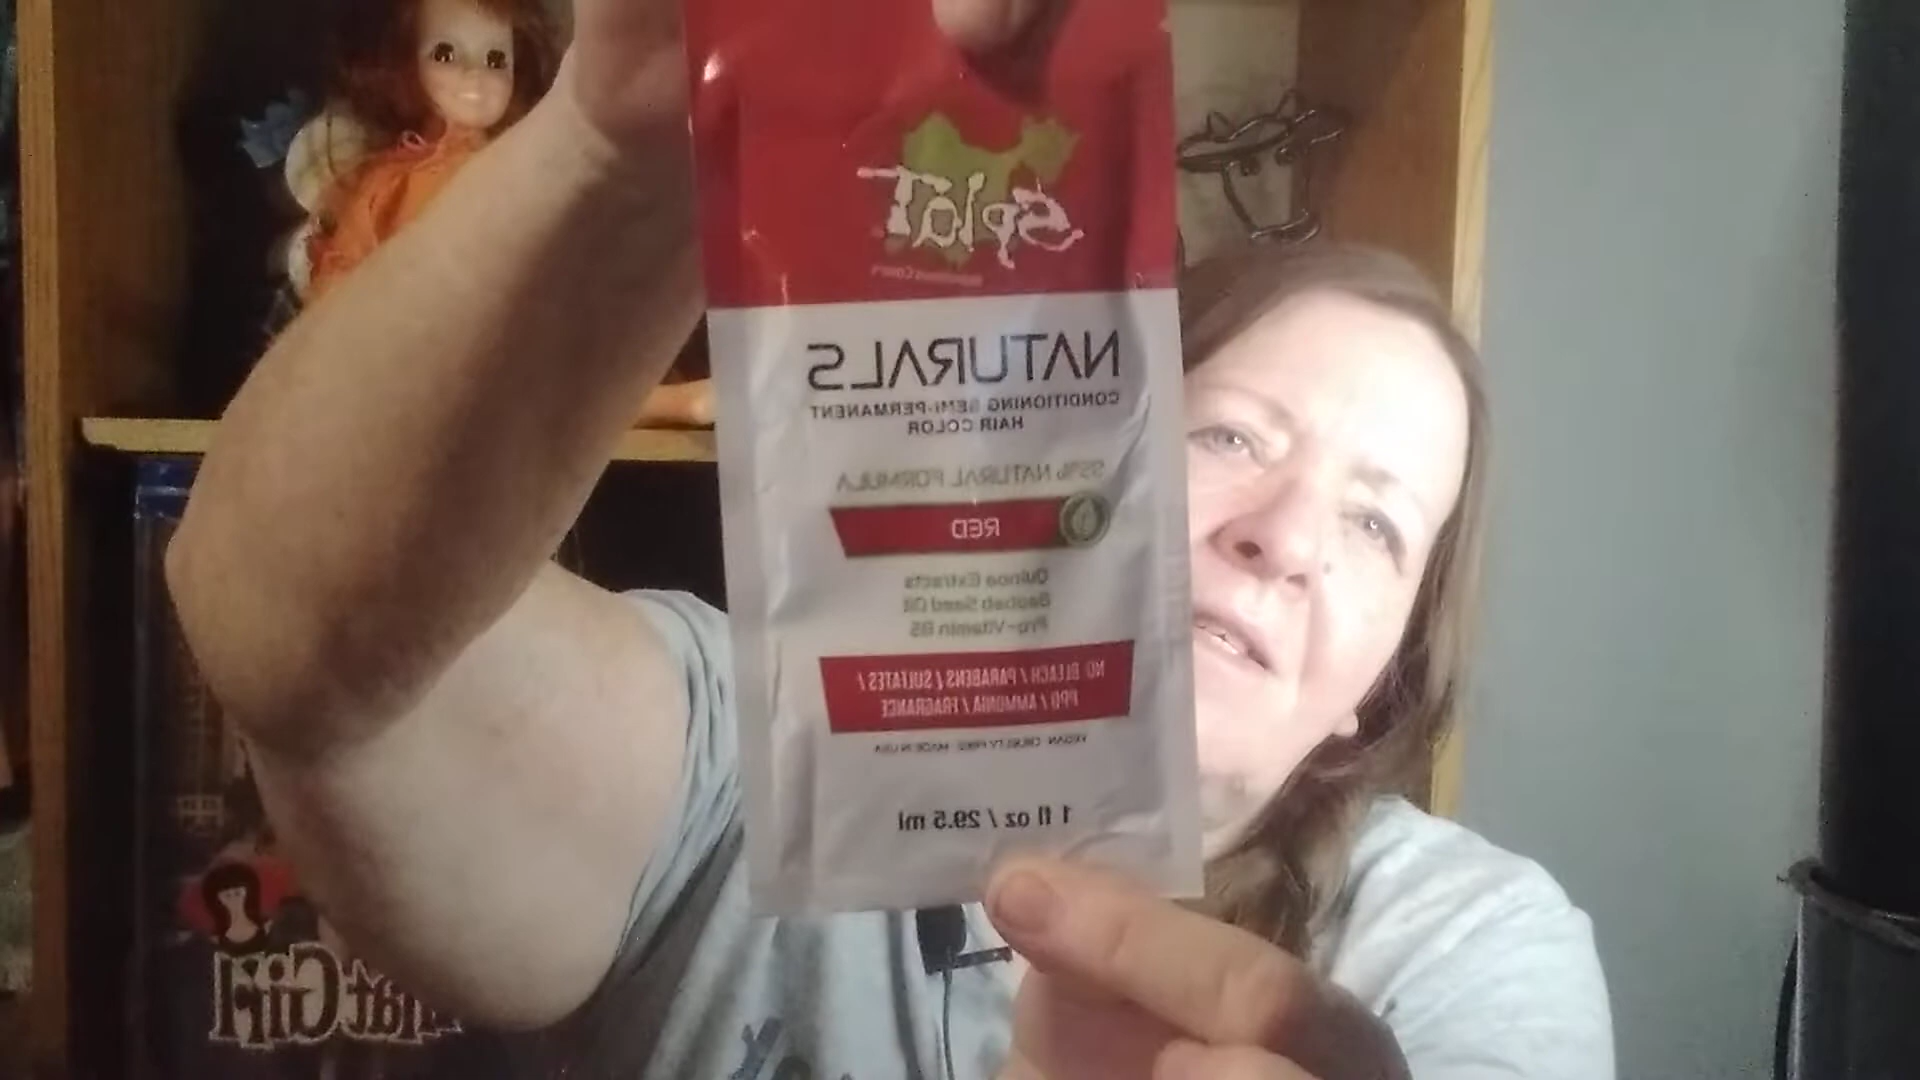 Splat
NATURALS
CONDITIONING SEMI-PERMANENT
HAIR COLOR
95% NATURAL FORMULA
RED
Quinoa Extracts
Baobab Seed Oil
Pro-Vitamin B5
NO BLEACH / PARABENS / SULFATES /
PPD / AMMONIA / FRAGRANCE
VEGAN CRUELTY FREE MADE IN USA
1 fl oz / 29.5 ml
at Girl